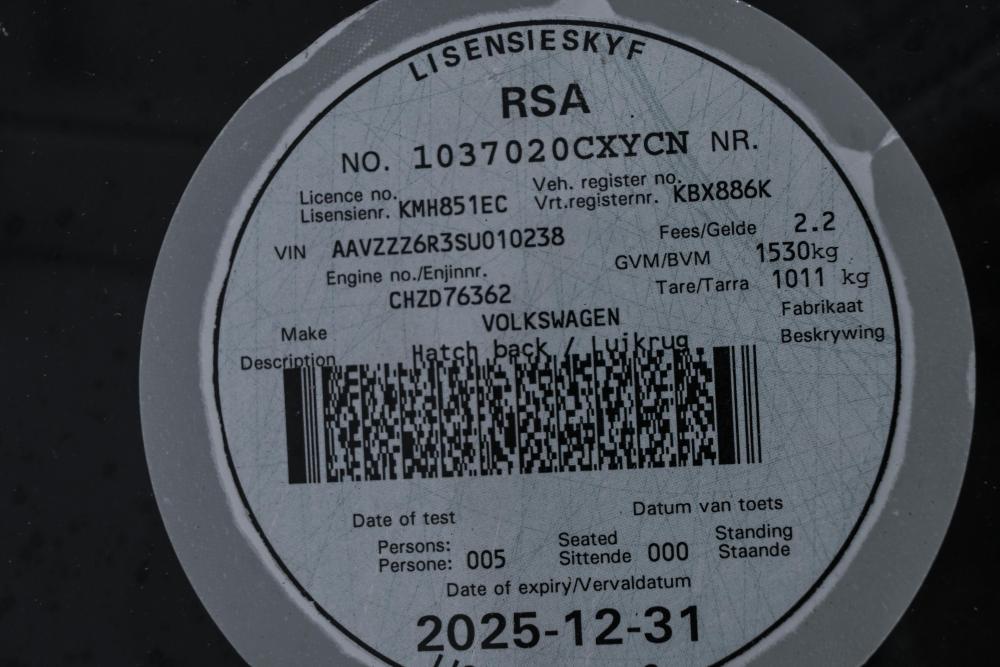 LISENSIESKYF
RSA
NO. 1037020CXYCN NR.
Licence no. Veh. register no.
Lisensienr. KMH851EC Vrt.registernr. KBX886K
VIN AAVZZZ6R3SU010238 Fees/Gelde 2.2
Engine no./Enjinnr. GVM/BVM 1530kg
CHZD76362 Tare/Tarra 1011 kg
Make VOLKSWAGEN Fabrikaat
Description Hatch back / Luikrug Beskrywing
Date of test Datum van toets
Persons: Seated Standing
Persone: 005 Sittende 000 Staande
Date of expiry/Vervaldatum
2025-12-31